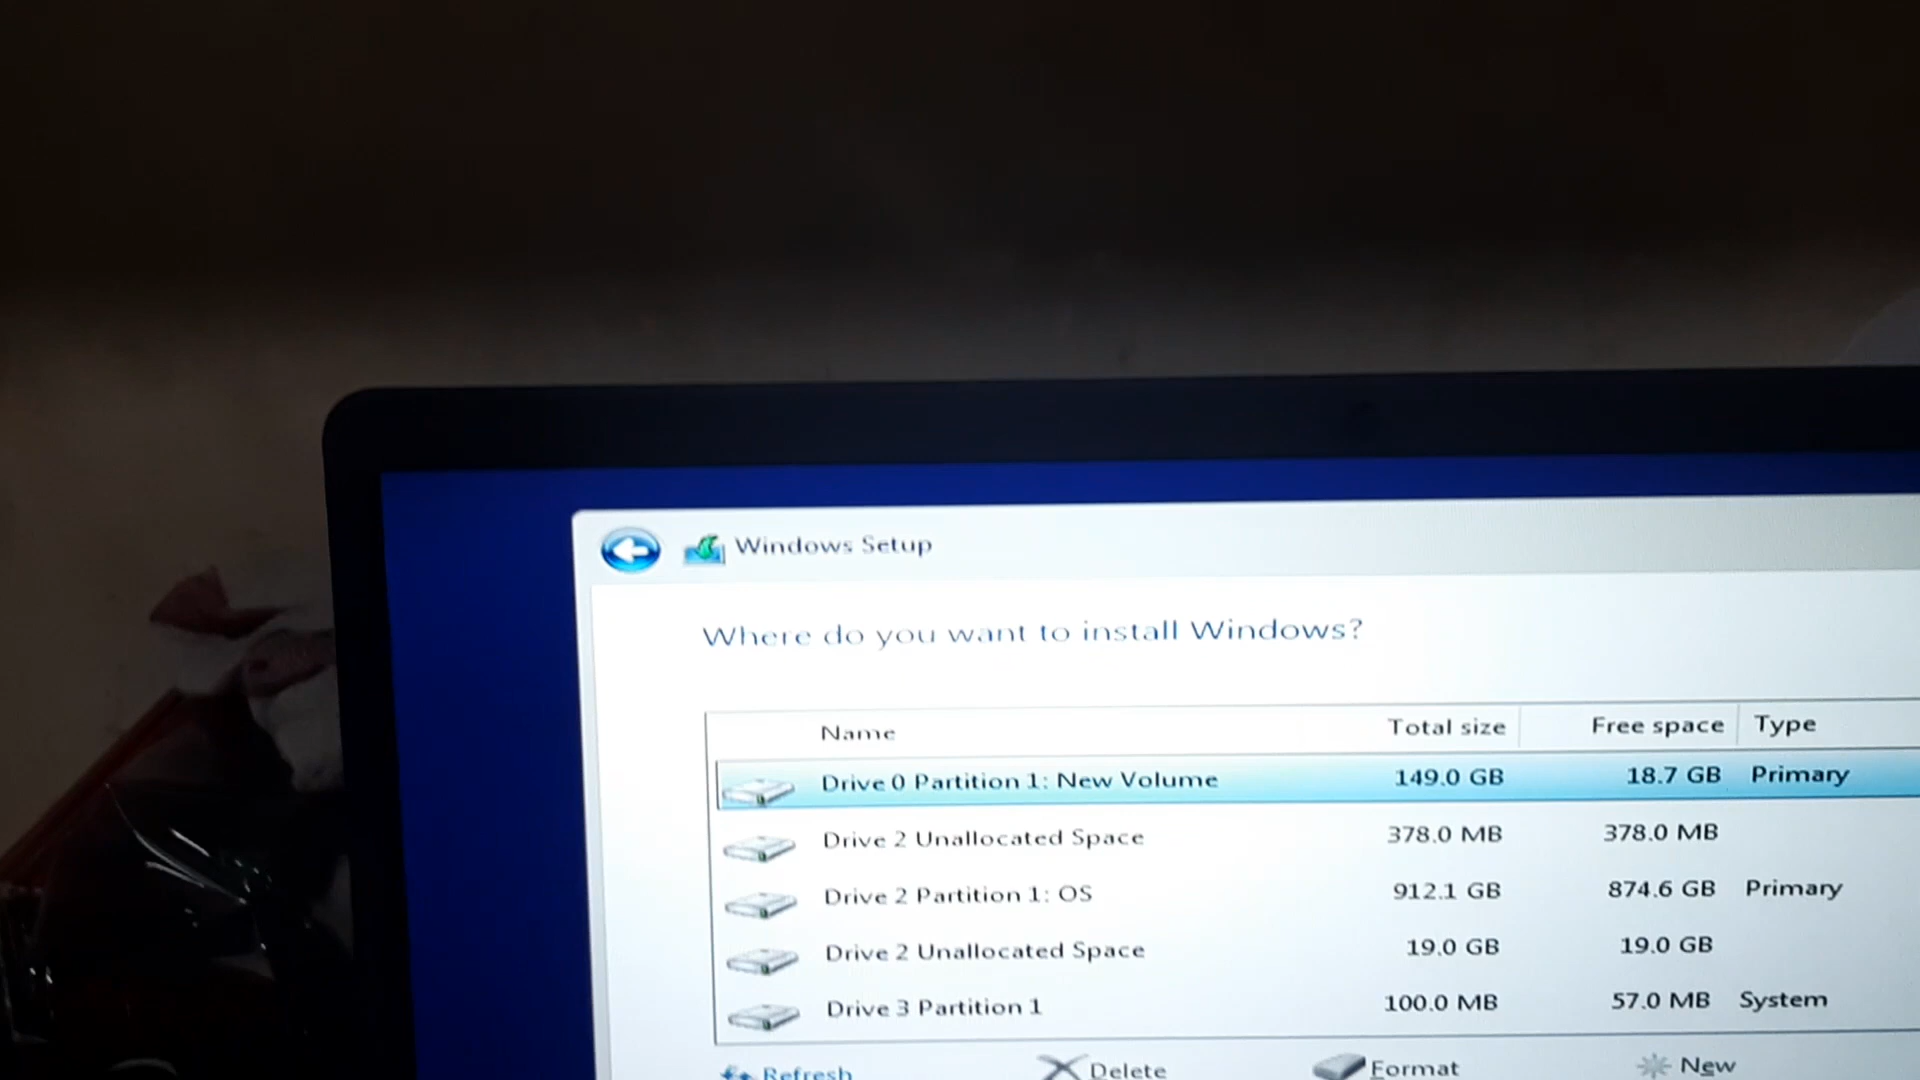 Windows Setup
Where do you want to install Windows?
Name Total size Free space Type
Drive 0 Partition 1: New Volume 149.0 GB 18.7 GB Primary
Drive 2 Unallocated Space 378.0 MB 378.0 MB
Drive 2 Partition 1: OS 912.1 GB 874.6 GB Primary
Drive 2 Unallocated Space 19.0 GB 19.0 GB
Drive 3 Partition 1 100.0 MB 57.0 MB System
Refresh Delete Format New